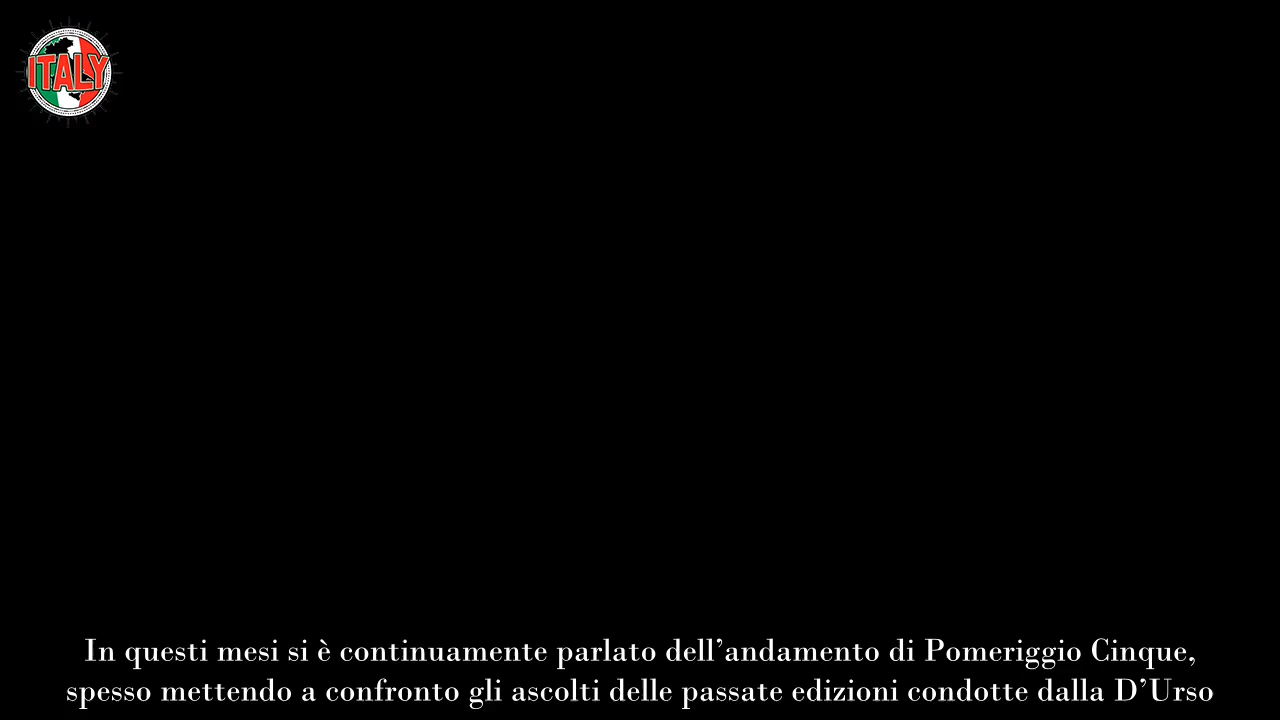 ITALY
In questi mesi si è continuamente parlato dell’andamento di Pomeriggio Cinque,
spesso mettendo a confronto gli ascolti delle passate edizioni condotte dalla D’Urso